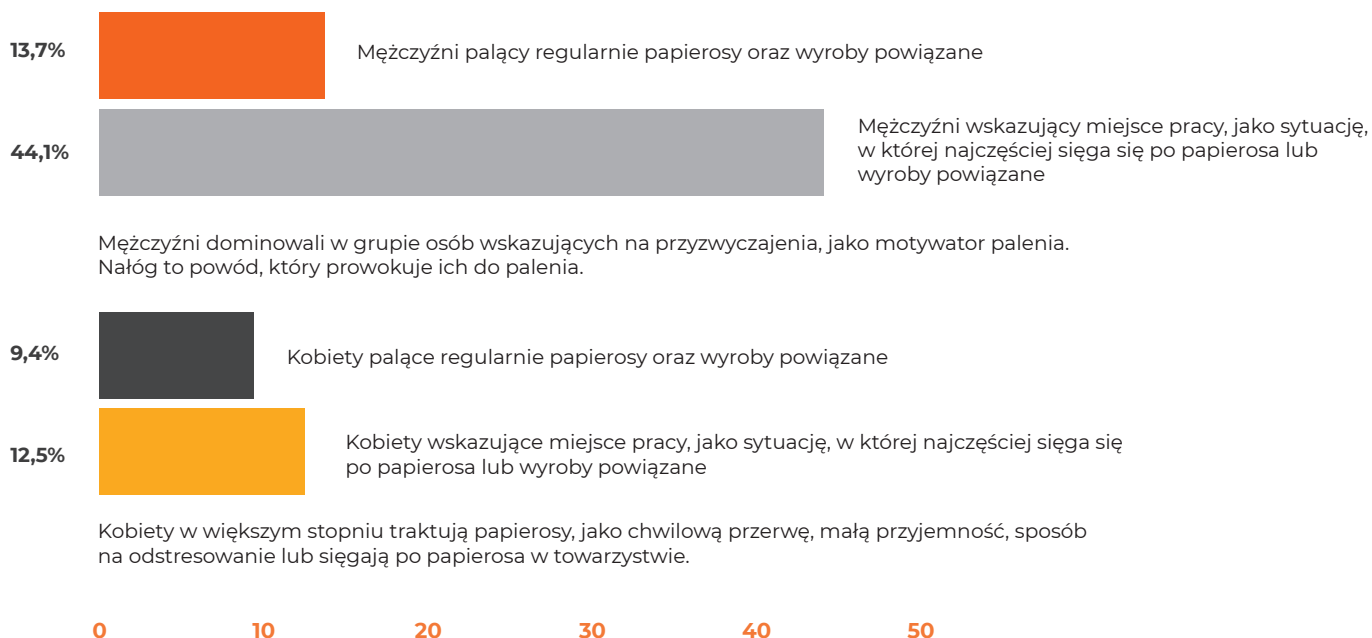 13,7%
Mężczyźni palący regularnie papierosy oraz wyroby powiązane
44,1%
Mężczyźni wskazujący miejsce pracy, jako sytuację,
w której najczęściej sięga się po papierosa lub
wyroby powiązane
Mężczyźni dominowali w grupie osób wskazujących na przyzwyczajenia, jako motywator palenia.
Nałóg to powód, który prowokuje ich do palenia.
9,4%
Kobiety palące regularnie papierosy oraz wyroby powiązane
12,5%
Kobiety wskazujące miejsce pracy, jako sytuację, w której najczęściej sięga się
po papierosa lub wyroby powiązane
Kobiety w większym stopniu traktują papierosy, jako chwilową przerwę, małą przyjemność, sposób
na odstresowanie lub sięgają po papierosa w towarzystwie.
0 10 20 30 40 50